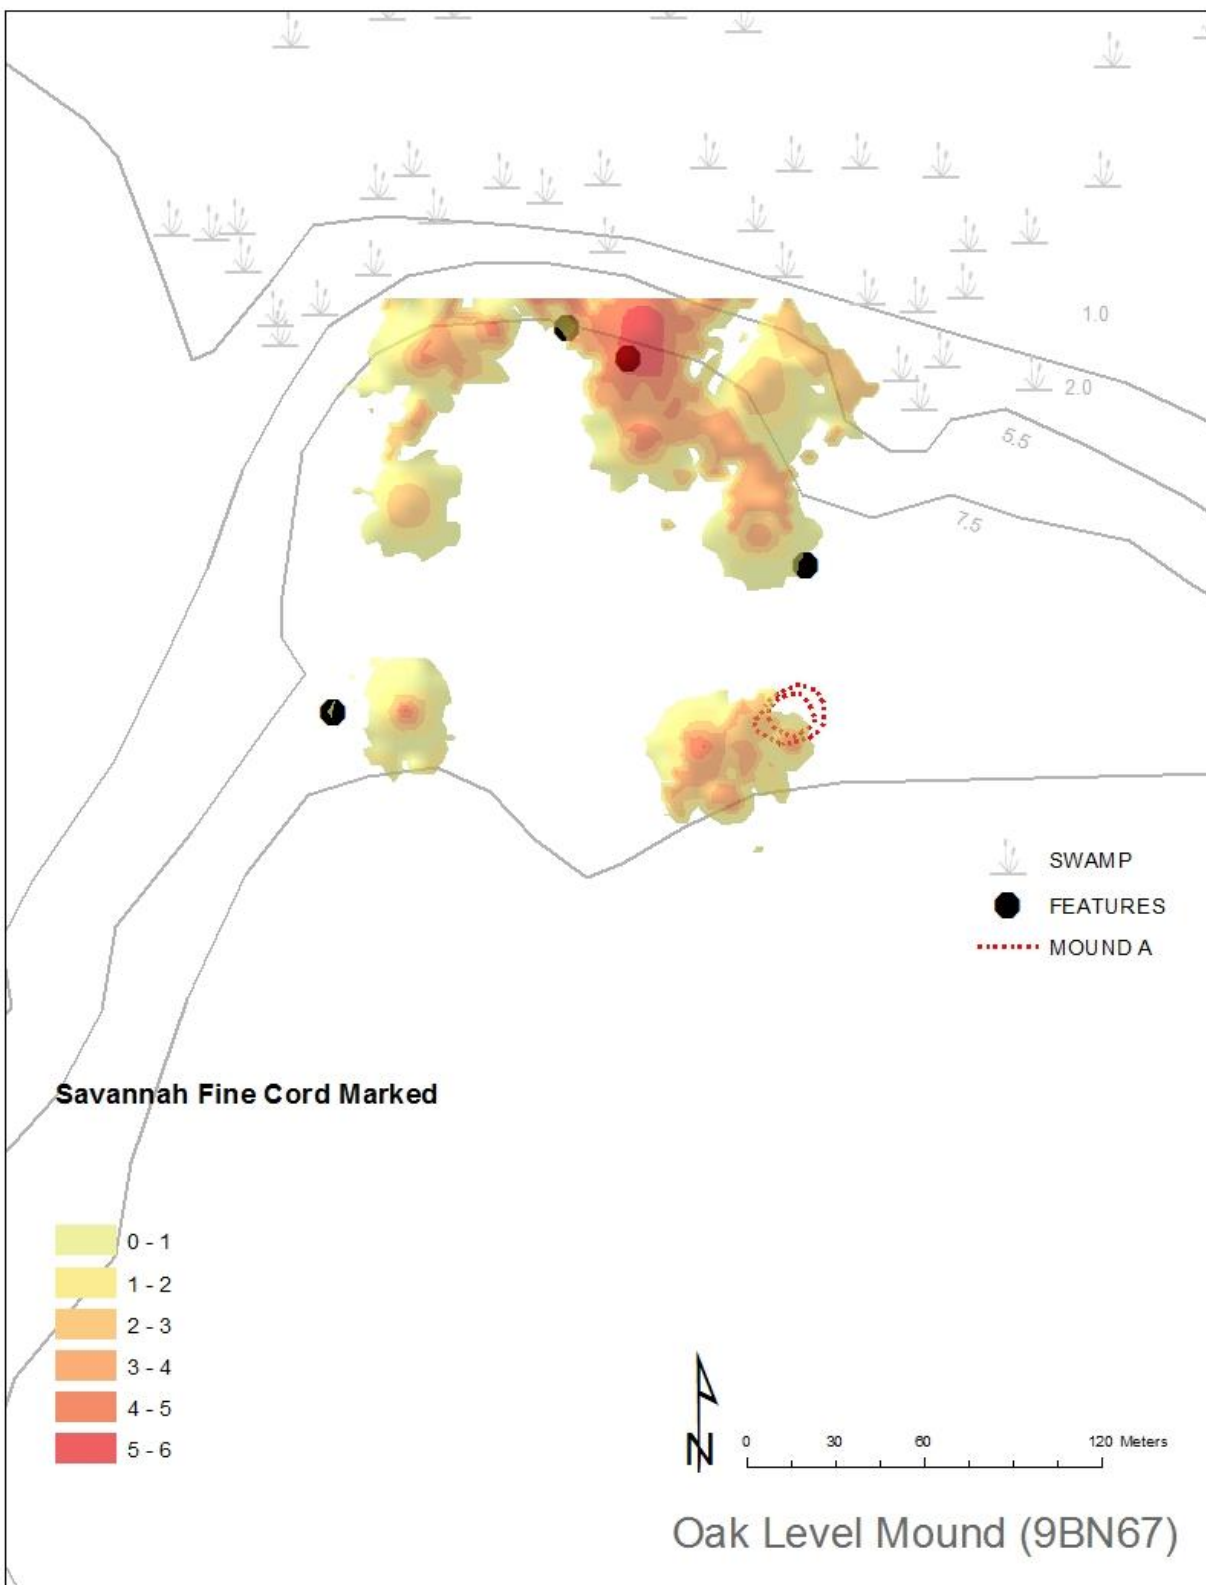 1.0
2.0
5.5
7.5
SWAMP
FEATURES
MOUND A
Savannah Fine Cord Marked
0 - 1
1 - 2
2 - 3
3 - 4
4 - 5
5 - 6
N
0 30 60 120 Meters
Oak Level Mound (9BN67)